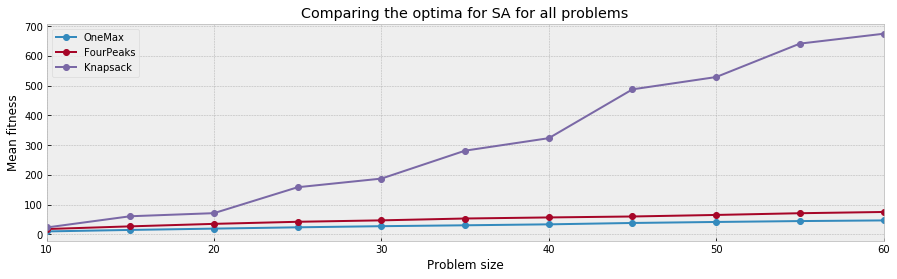 Comparing the optima for SA for all problems
OneMax
FourPeaks
Knapsack
Mean fitness
700
600
500
400
300
200
100
0
10
20
30
40
50
60
Problem size